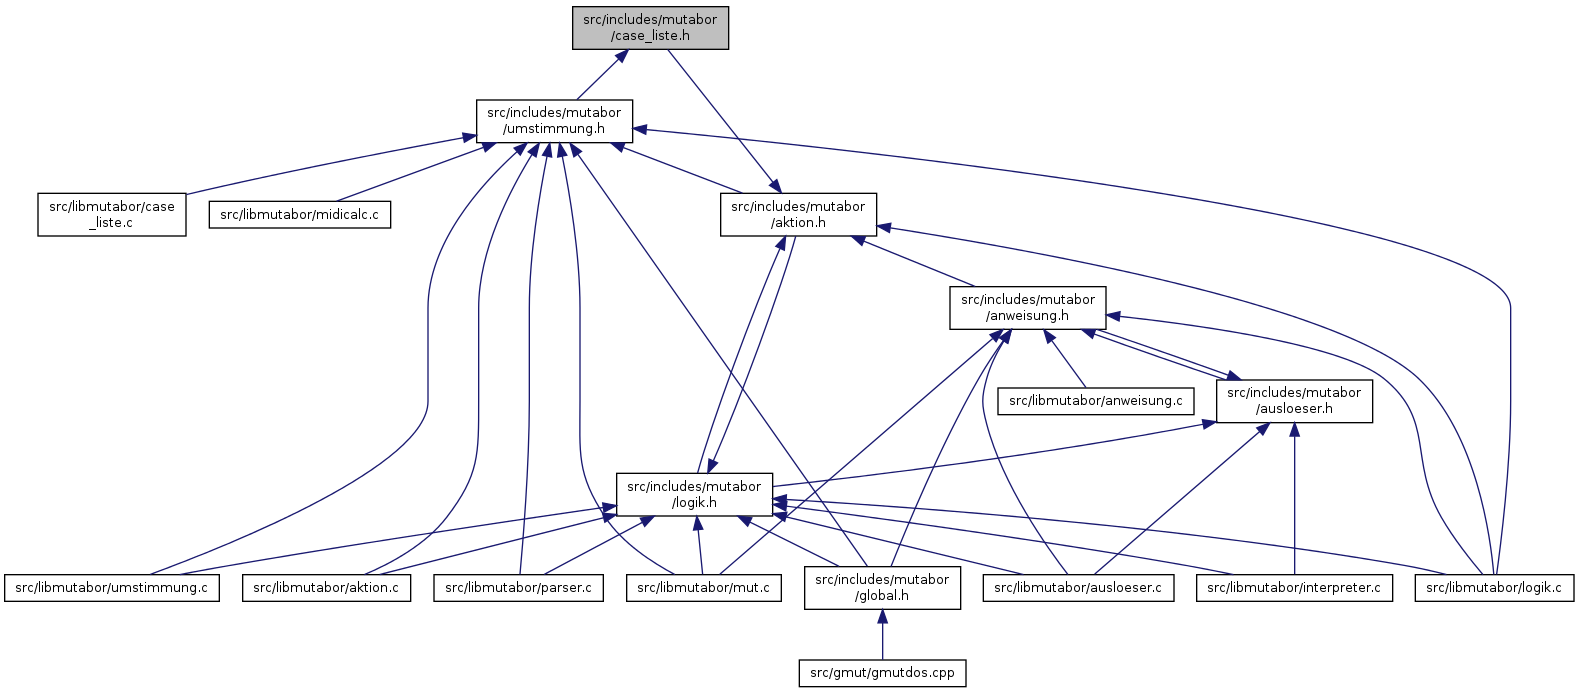 src/includes/mutabor
/case_liste.h
src/includes/mutabor
/umstimmung.h
src/libmutabor/case
_liste.c
src/libmutabor/midicalc.c
src/includes/mutabor
/aktion.h
src/includes/mutabor
/anweisung.h
src/libmutabor/anweisung.c
src/includes/mutabor
/ausloeser.h
src/includes/mutabor
/logik.h
src/libmutabor/umstimmung.c
src/libmutabor/aktion.c
src/libmutabor/parser.c
src/libmutabor/mut.c
src/includes/mutabor
/global.h
src/libmutabor/ausloeser.c
src/libmutabor/interpreter.c
src/libmutabor/logik.c
src/gmut/gmutdos.cpp